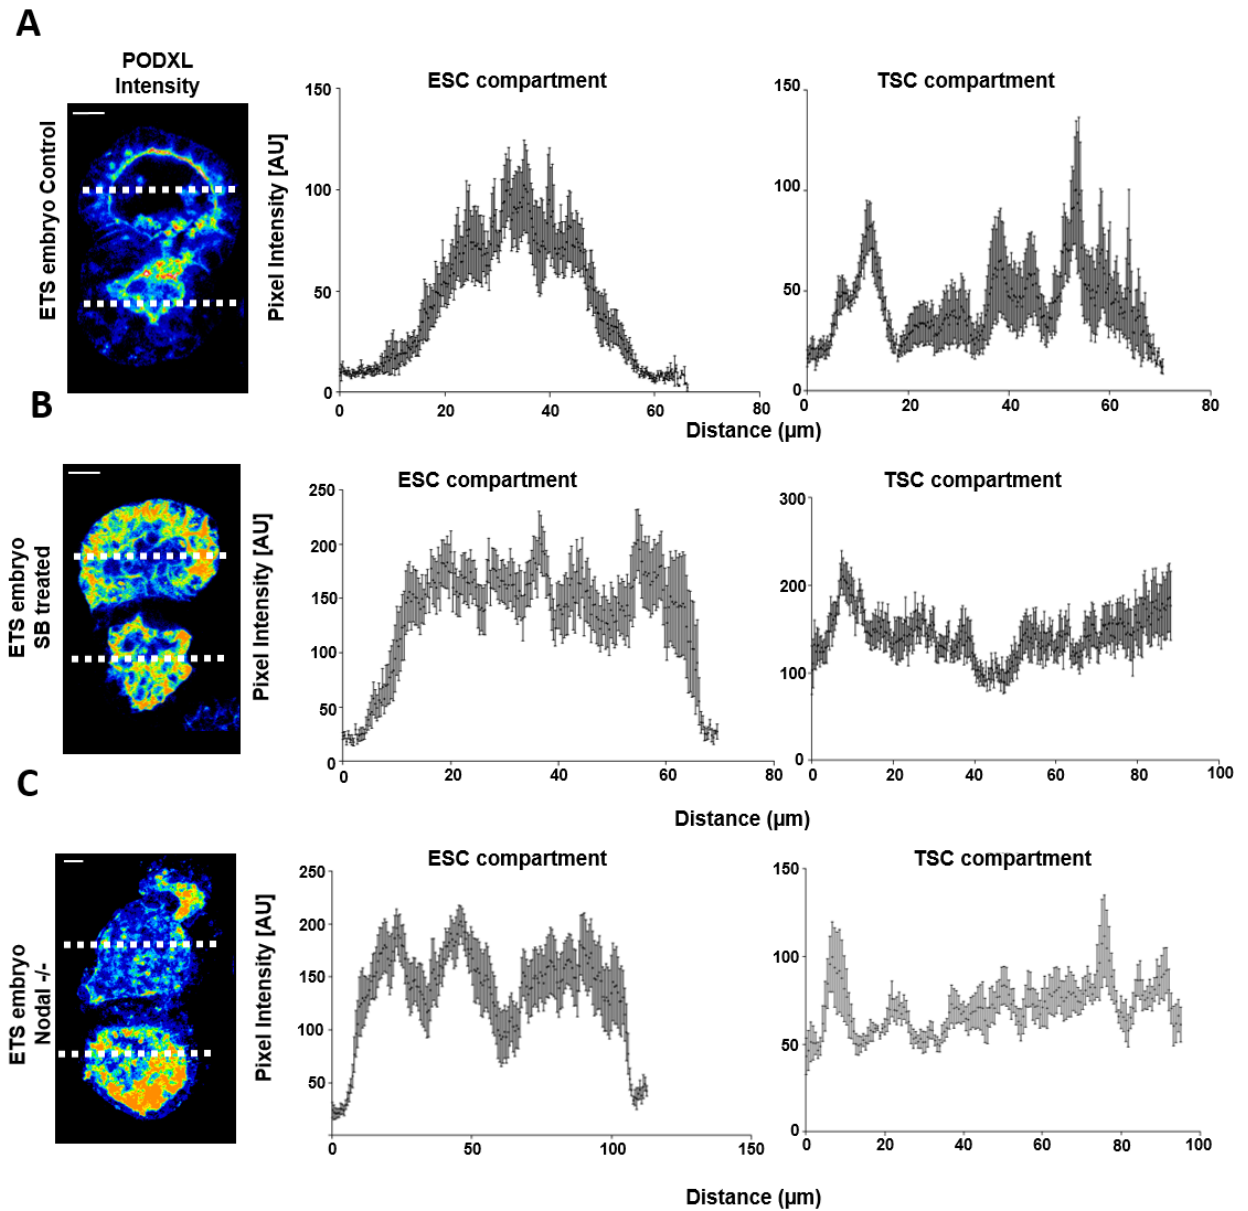 A
PODXL
Intensity
ETS embryo Control
Pixel Intensity [AU]
ESC compartment
150
100
50
0
0 20 40 60 80
TSC compartment
150
100
50
0
0 20 40 60 80
Distance (µm)
B
ETS embryo
SB treated
Pixel Intensity [AU]
ESC compartment
250
200
150
100
50
0
0 20 40 60 80
TSC compartment
300
200
100
0
0 20 40 60 80 100
Distance (µm)
C
ETS embryo
Nodal -/-
Pixel Intensity [AU]
ESC compartment
250
200
150
100
50
0 50 100 150
TSC compartment
150
100
50
0
0 20 40 60 80 100
Distance (µm)